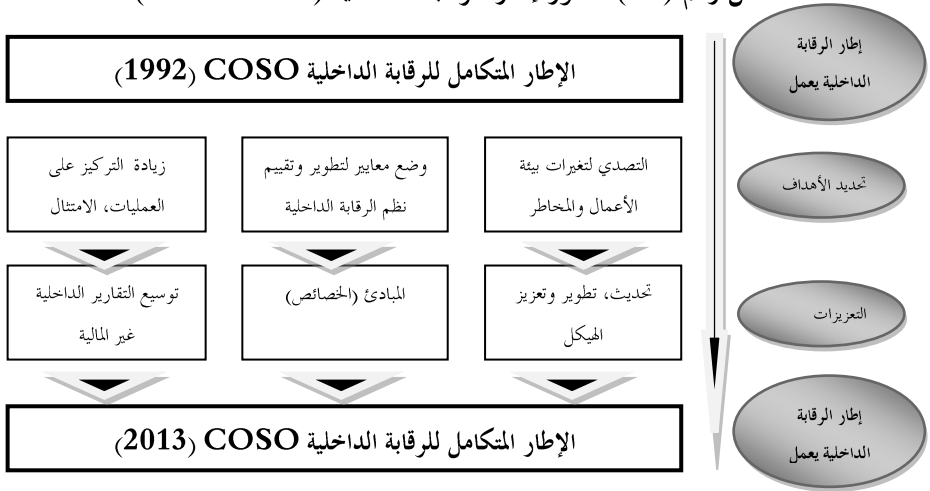 إطار الرقابة
الداخلية يعمل
الإطار المتكامل للرقابة الداخلية COSO (1992)
التصدي لتغيرات بيئة
الأعمال والمخاطر
وضع معايير لتطوير وتقييم
نظم الرقابة الداخلية
زيادة التركيز على
العمليات، الامتثال
تحديد الأهداف
تحديث، تطوير وتعزيز
الهيكل
المبادئ (الخصائص)
توسيع التقارير الداخلية
غير المالية
التعزيزات
إطار الرقابة
الداخلية يعمل
الإطار المتكامل للرقابة الداخلية COSO (2013)